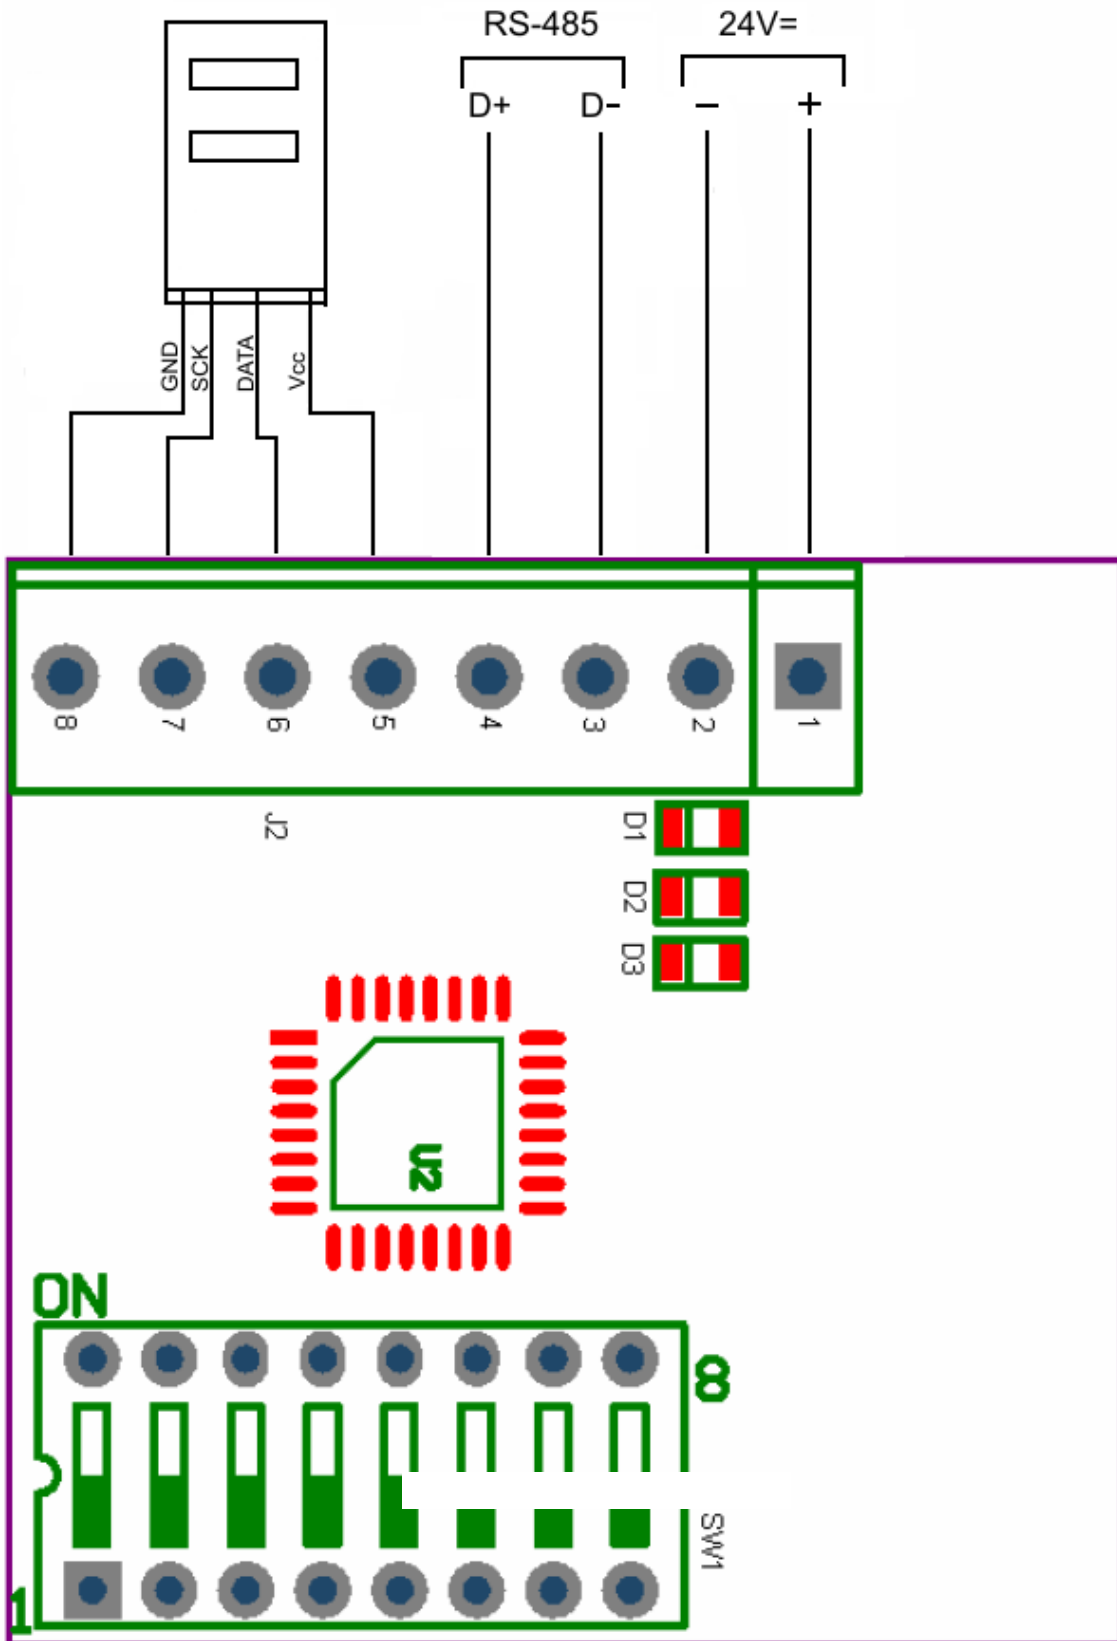 RS-485
24V=
D+
D-
−
+
GND
SCK
DATA
Vcc
8
7
6
5
4
3
2
1
J2
D1
D2
D3
U2
ON
8
SW1
1